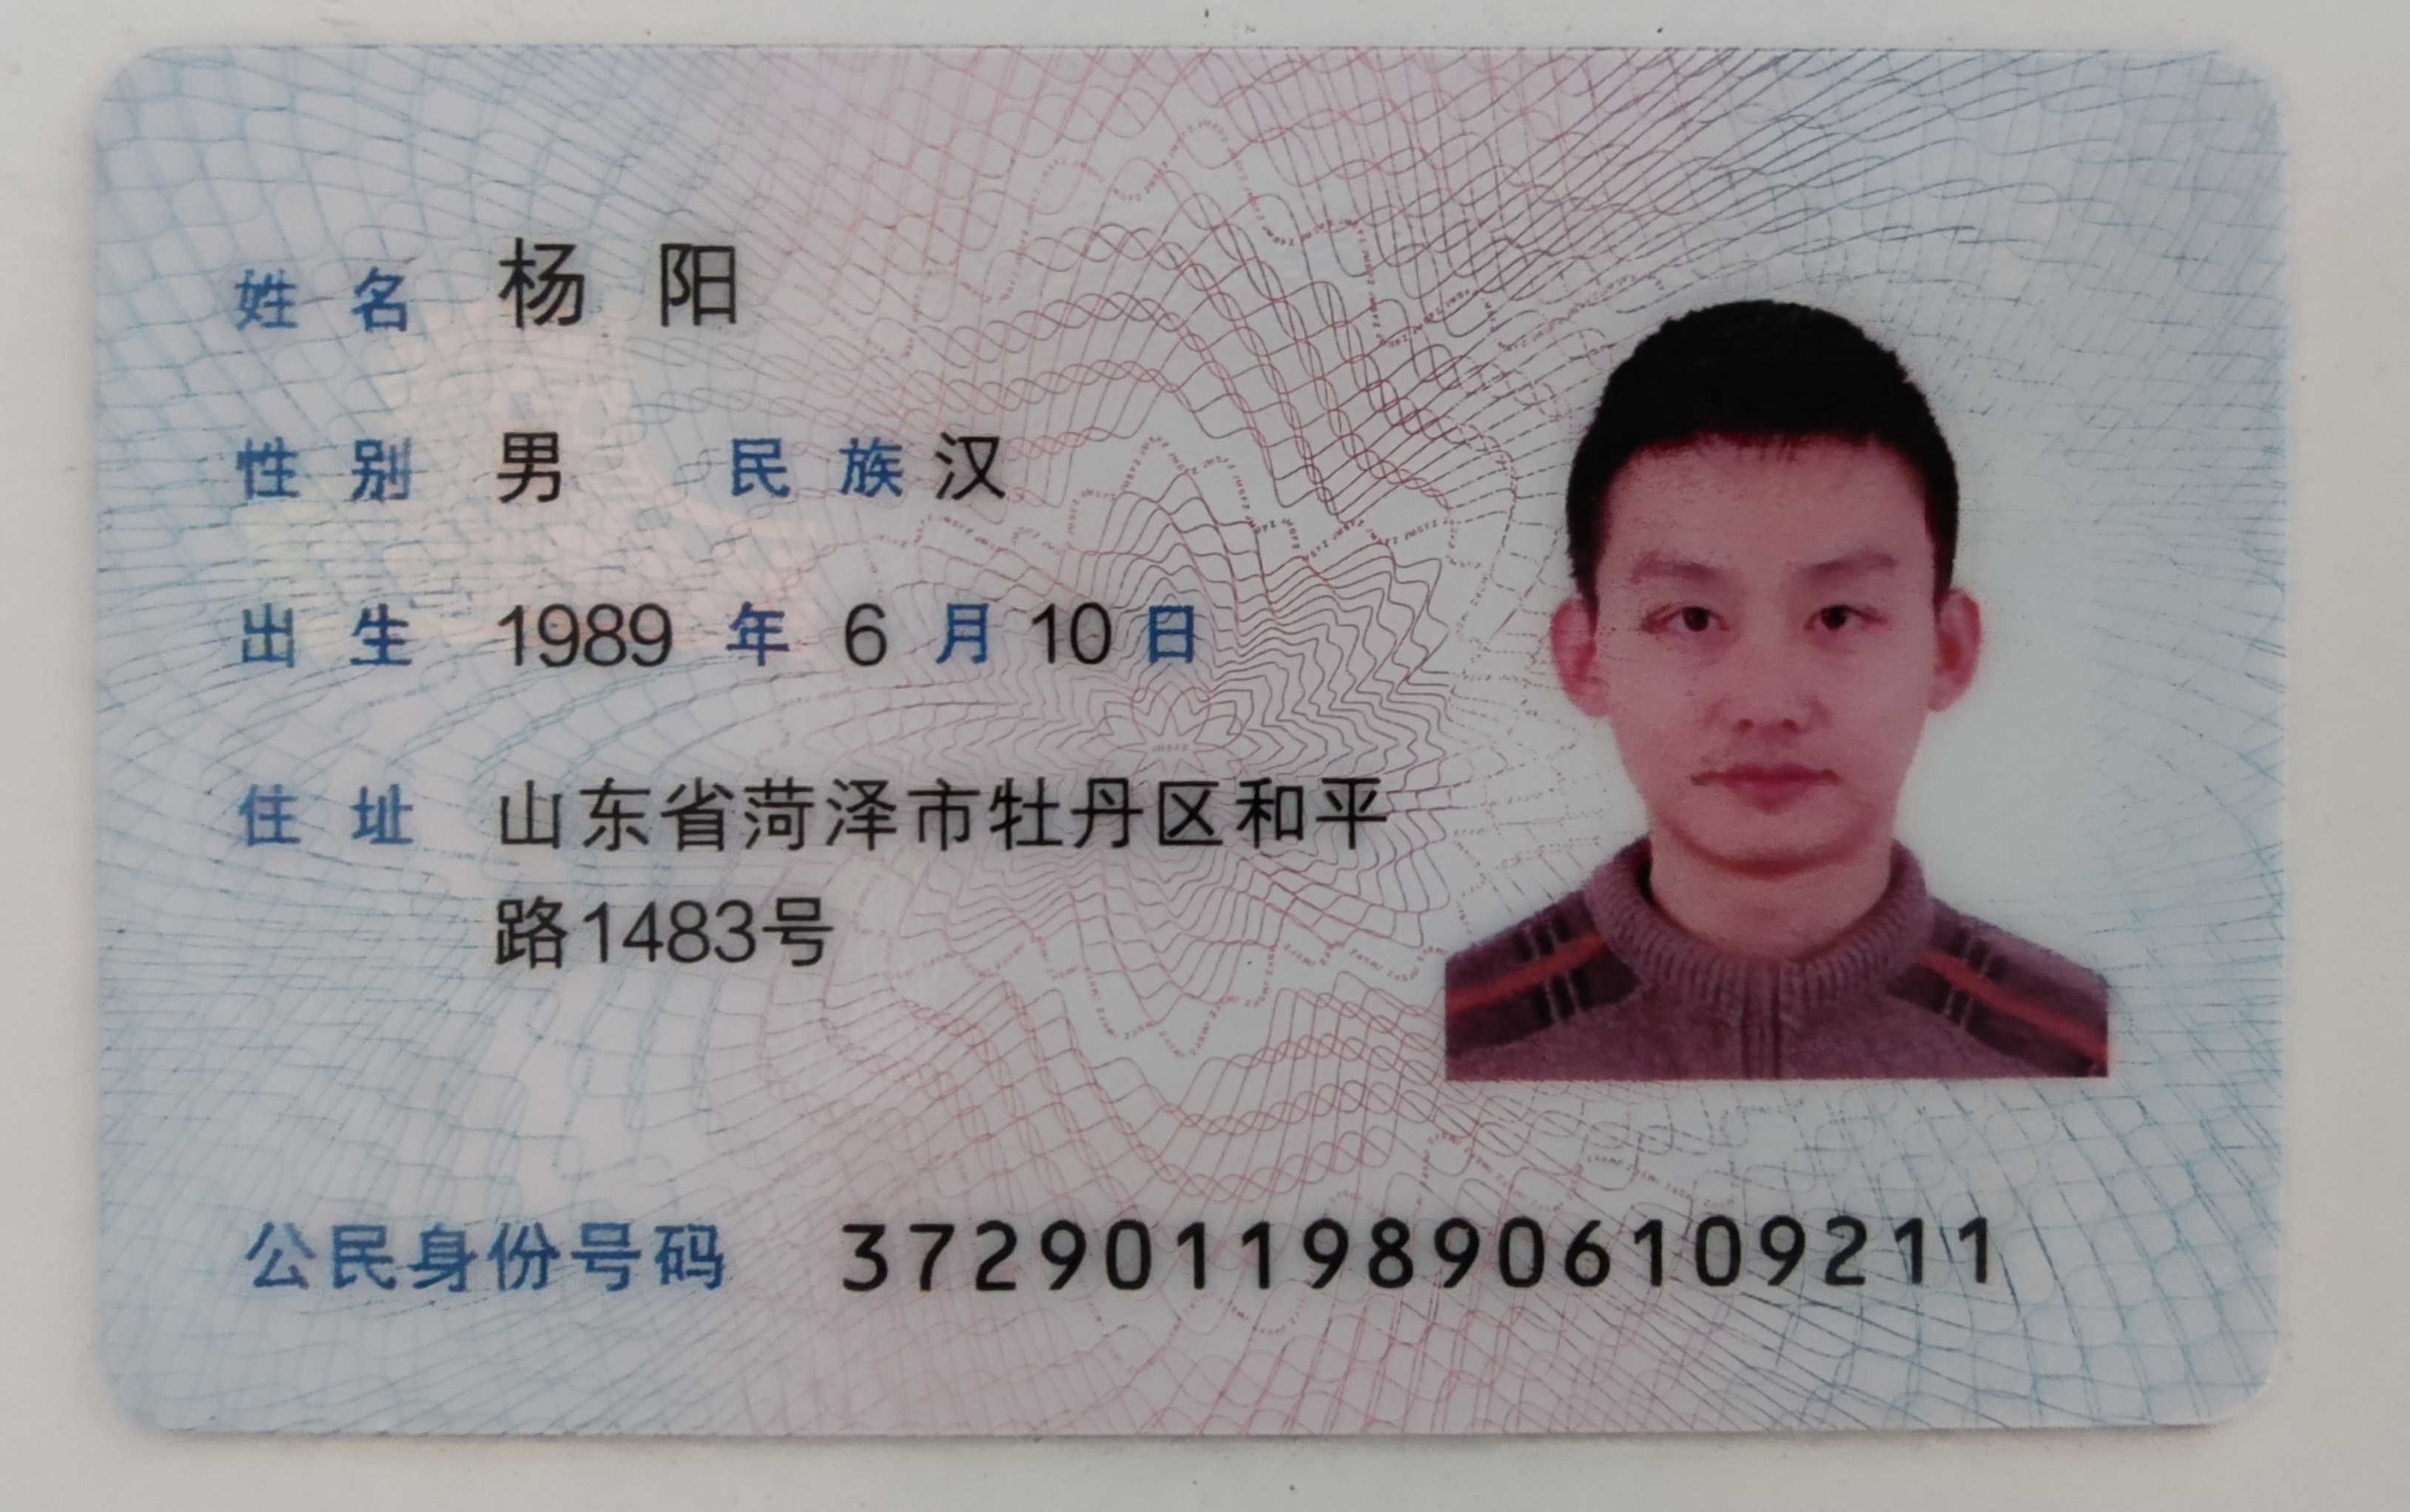 姓 名 杨 阳
性 别 男 民 族 汉
出 生 1989 年 6 月 10 日
住 址 山东省菏泽市牡丹区和平
路1483号
公民身份号码 372901198906109211